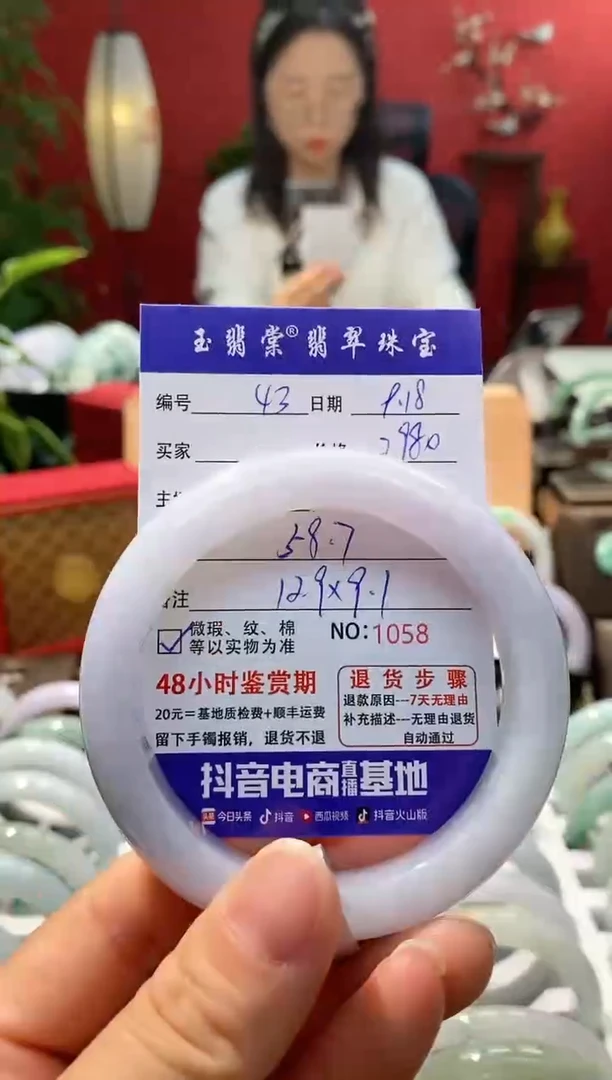 玉翡棠®翡翠珠宝
编号 43 日期 9.18
买家 2980
58.7
注 12.9×9.1
微瑕、纹、棉 NO: 1058
等以实物为准
48小时鉴赏期
20元=基地质检费+顺丰运费
留下手镯报销，退货不退
退货步骤
退款原因---7天无理由
补充描述---无理由退货
自动通过
抖音电商直播基地
头条 今日头条 抖音 西瓜视频 抖音火山版